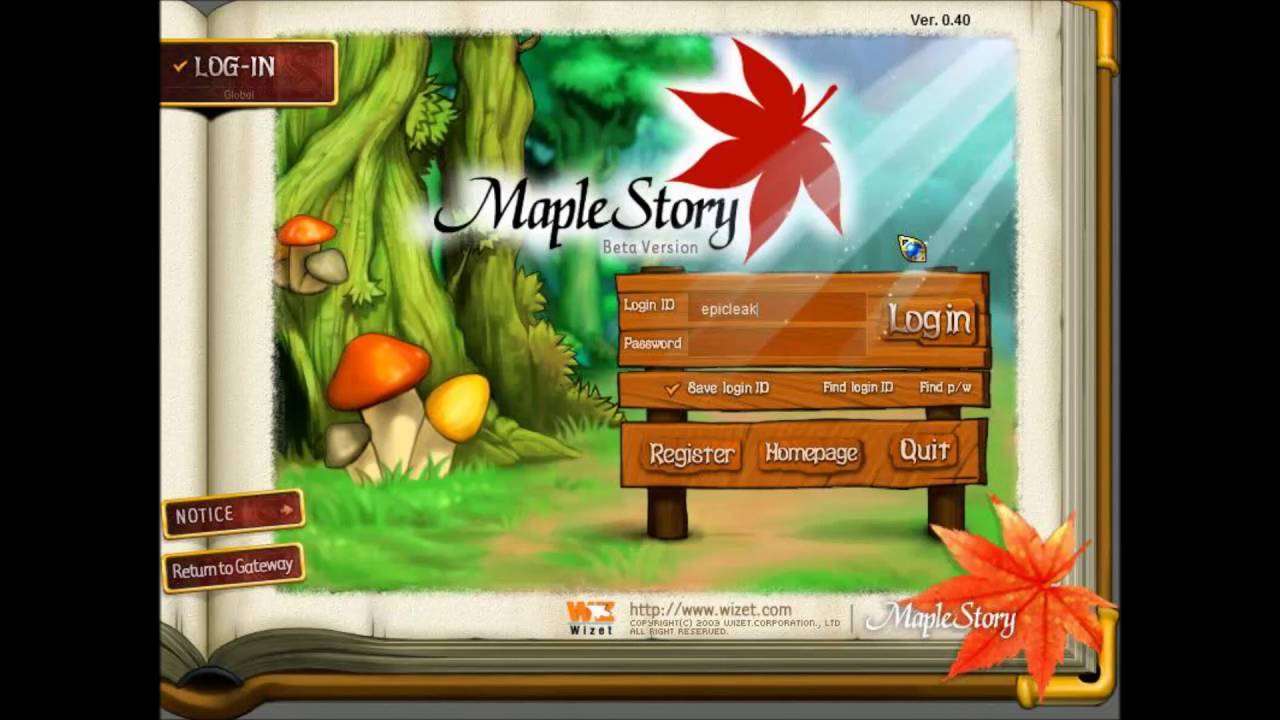 Ver. 0.40
LOG-IN
Global
MapleStory
Beta Version
Login ID
epicleak
Login
Password
Save login ID
Find login ID
Find p/w
Register
Homepage
Quit
NOTICE
Return to Gateway
WIZ
Wizet
http://www.wizet.com
COPYRIGHT(C) 2003 WIZET.CORPORATION., LTD
ALL RIGHT RESERVED.
MapleStory